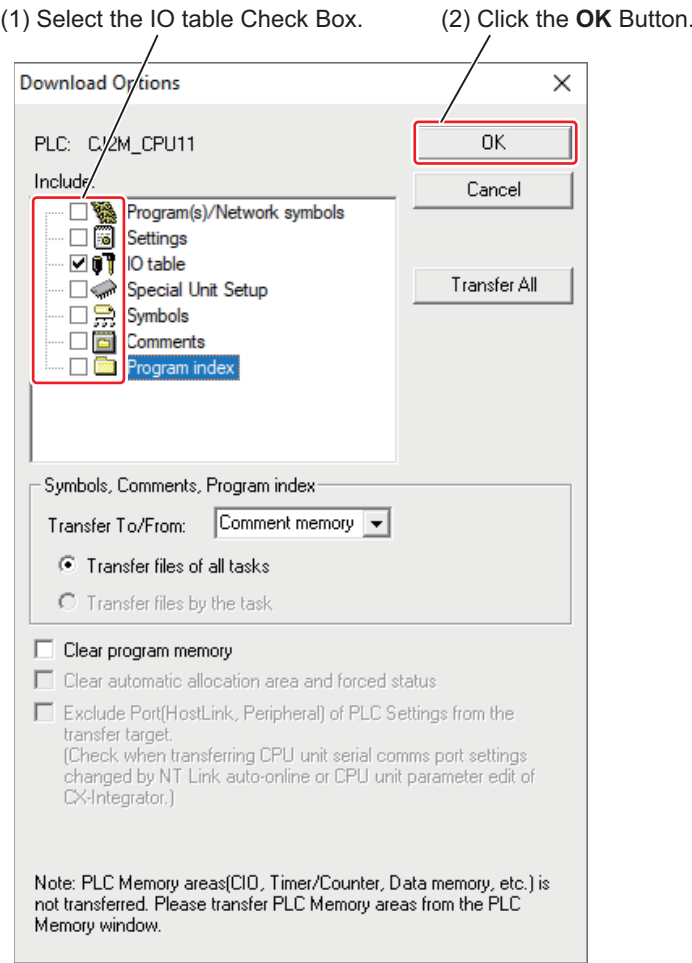 (1) Select the IO table Check Box.
(2) Click the OK Button.
Download Options
PLC: CJ2M_CPU11
OK
Include:
Cancel
Program(s)/Network symbols
Settings
IO table
Special Unit Setup
Transfer All
Symbols
Comments
Program index
Symbols, Comments, Program index
Transfer To/From: Comment memory
Transfer files of all tasks
Transfer files by the task
Clear program memory
Clear automatic allocation area and forced status
Exclude Port(HostLink, Peripheral) of PLC Settings from the
transfer target.
(Check when transferring CPU unit serial comms port settings
changed by NT Link auto-online or CPU unit parameter edit of
CX-Integrator.)
Note: PLC Memory areas(CIO, Timer/Counter, Data memory, etc.) is
not transferred. Please transfer PLC Memory areas from the PLC
Memory window.